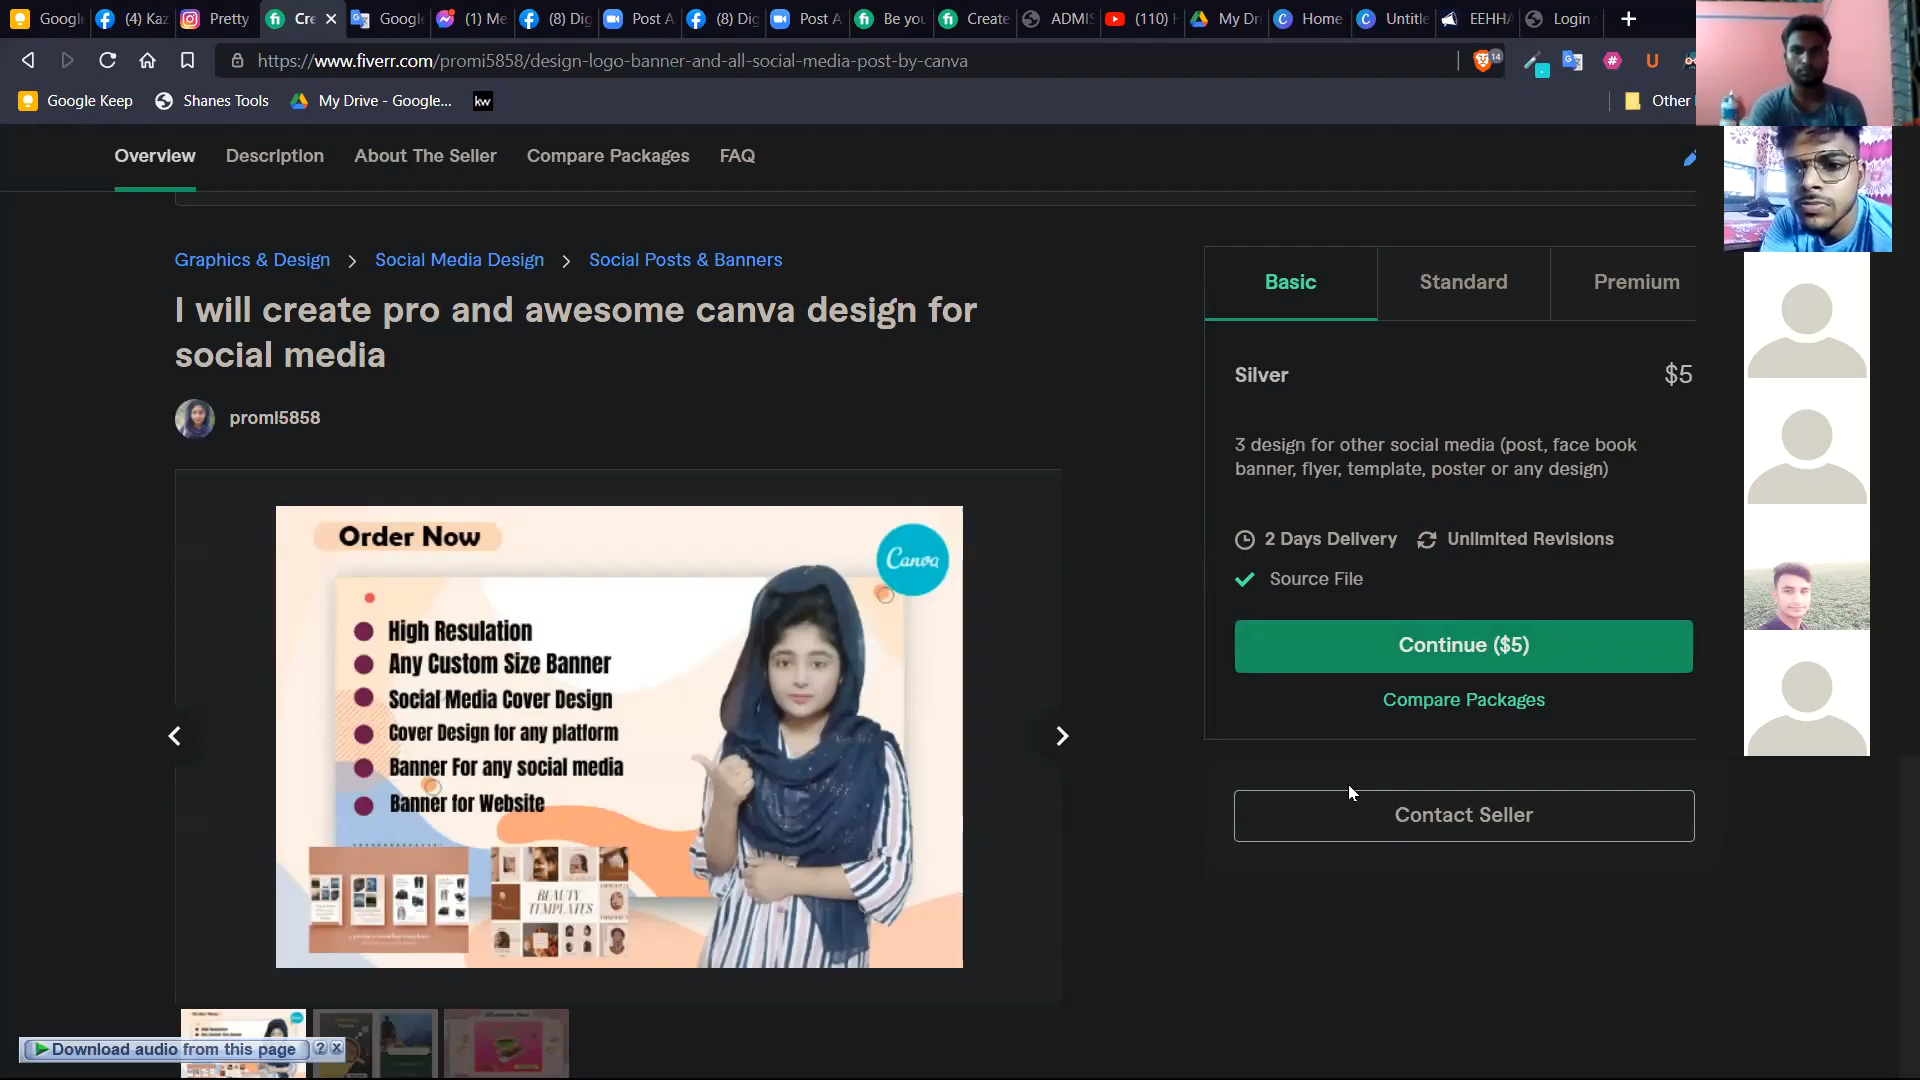 Google
(4) Kaz
Pretty
Cre
Google
(1) Me
(8) Dig
Post A
(8) Dig
Post A
Be you
Create
ADMIS
(110)
My Dri
Home
Untitle
EEHHA
Login
https://www.fiverr.com/promi5858/design-logo-banner-and-all-social-media-post-by-canva
14
Google Keep
Shanes Tools
My Drive - Google...
kw
Other
Overview
Description
About The Seller
Compare Packages
FAQ
Graphics & Design
Social Media Design
Social Posts & Banners
I will create pro and awesome canva design for
social media
promi5858
Order Now
Canva
High Resulation
Any Custom Size Banner
Social Media Cover Design
Cover Design for any platform
Banner For any social media
Banner for Website
BEAUTY
TEMPLATES
Basic
Standard
Premium
Silver
$5
3 design for other social media (post, face book
banner, flyer, template, poster or any design)
2 Days Delivery
Unlimited Revisions
Source File
Continue ($5)
Compare Packages
Contact Seller
Download audio from this page